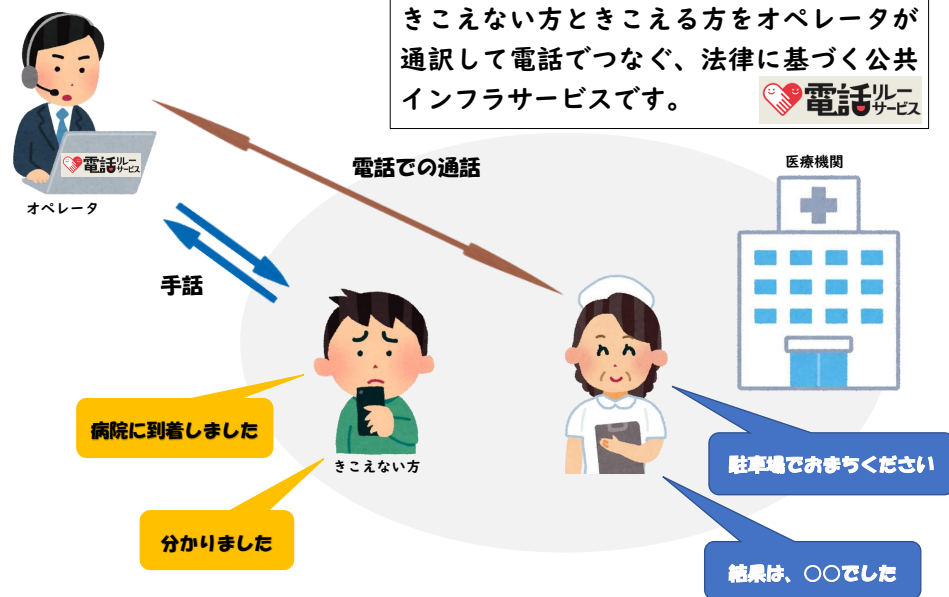 きこえない方ときこえる方をオペレータが
通訳して電話でつなぐ、法律に基づく公共
インフラサービスです。
電話リレーサービス
電話での通話
医療機関
電話リレーサービス
オペレータ
手話
病院に到着しました
きこえない方
駐車場でおまちください
分かりました
結果は、○○でした